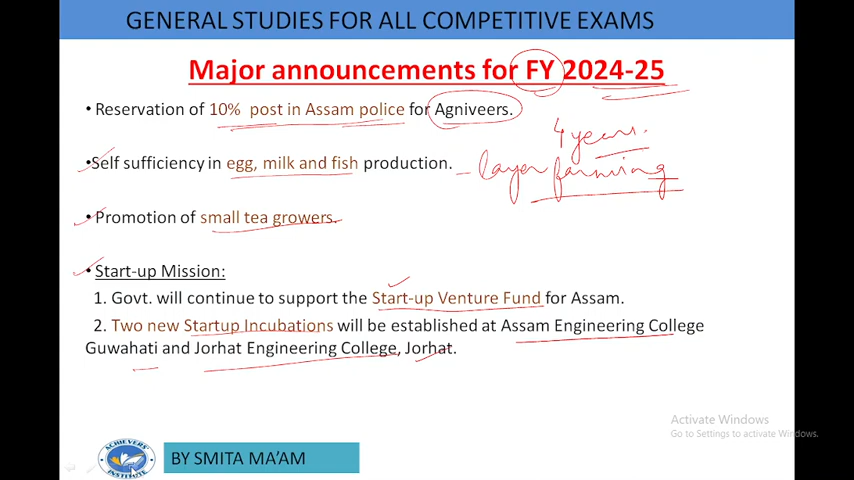 GENERAL STUDIES FOR ALL COMPETITIVE EXAMS
Major announcements for FY 2024-25
• Reservation of 10% post in Assam police for Agniveers.
4 years.
•Self sufficiency in egg, milk and fish production. - layer farming
• Promotion of small tea growers.
• Start-up Mission:
1. Govt. will continue to support the Start-up Venture Fund for Assam.
2. Two new Startup Incubations will be established at Assam Engineering College
Guwahati and Jorhat Engineering College, Jorhat.
Activate Windows
Go to Settings to activate Windows.
ACHIEVERS'
INSTITUTE
BY SMITA MA'AM